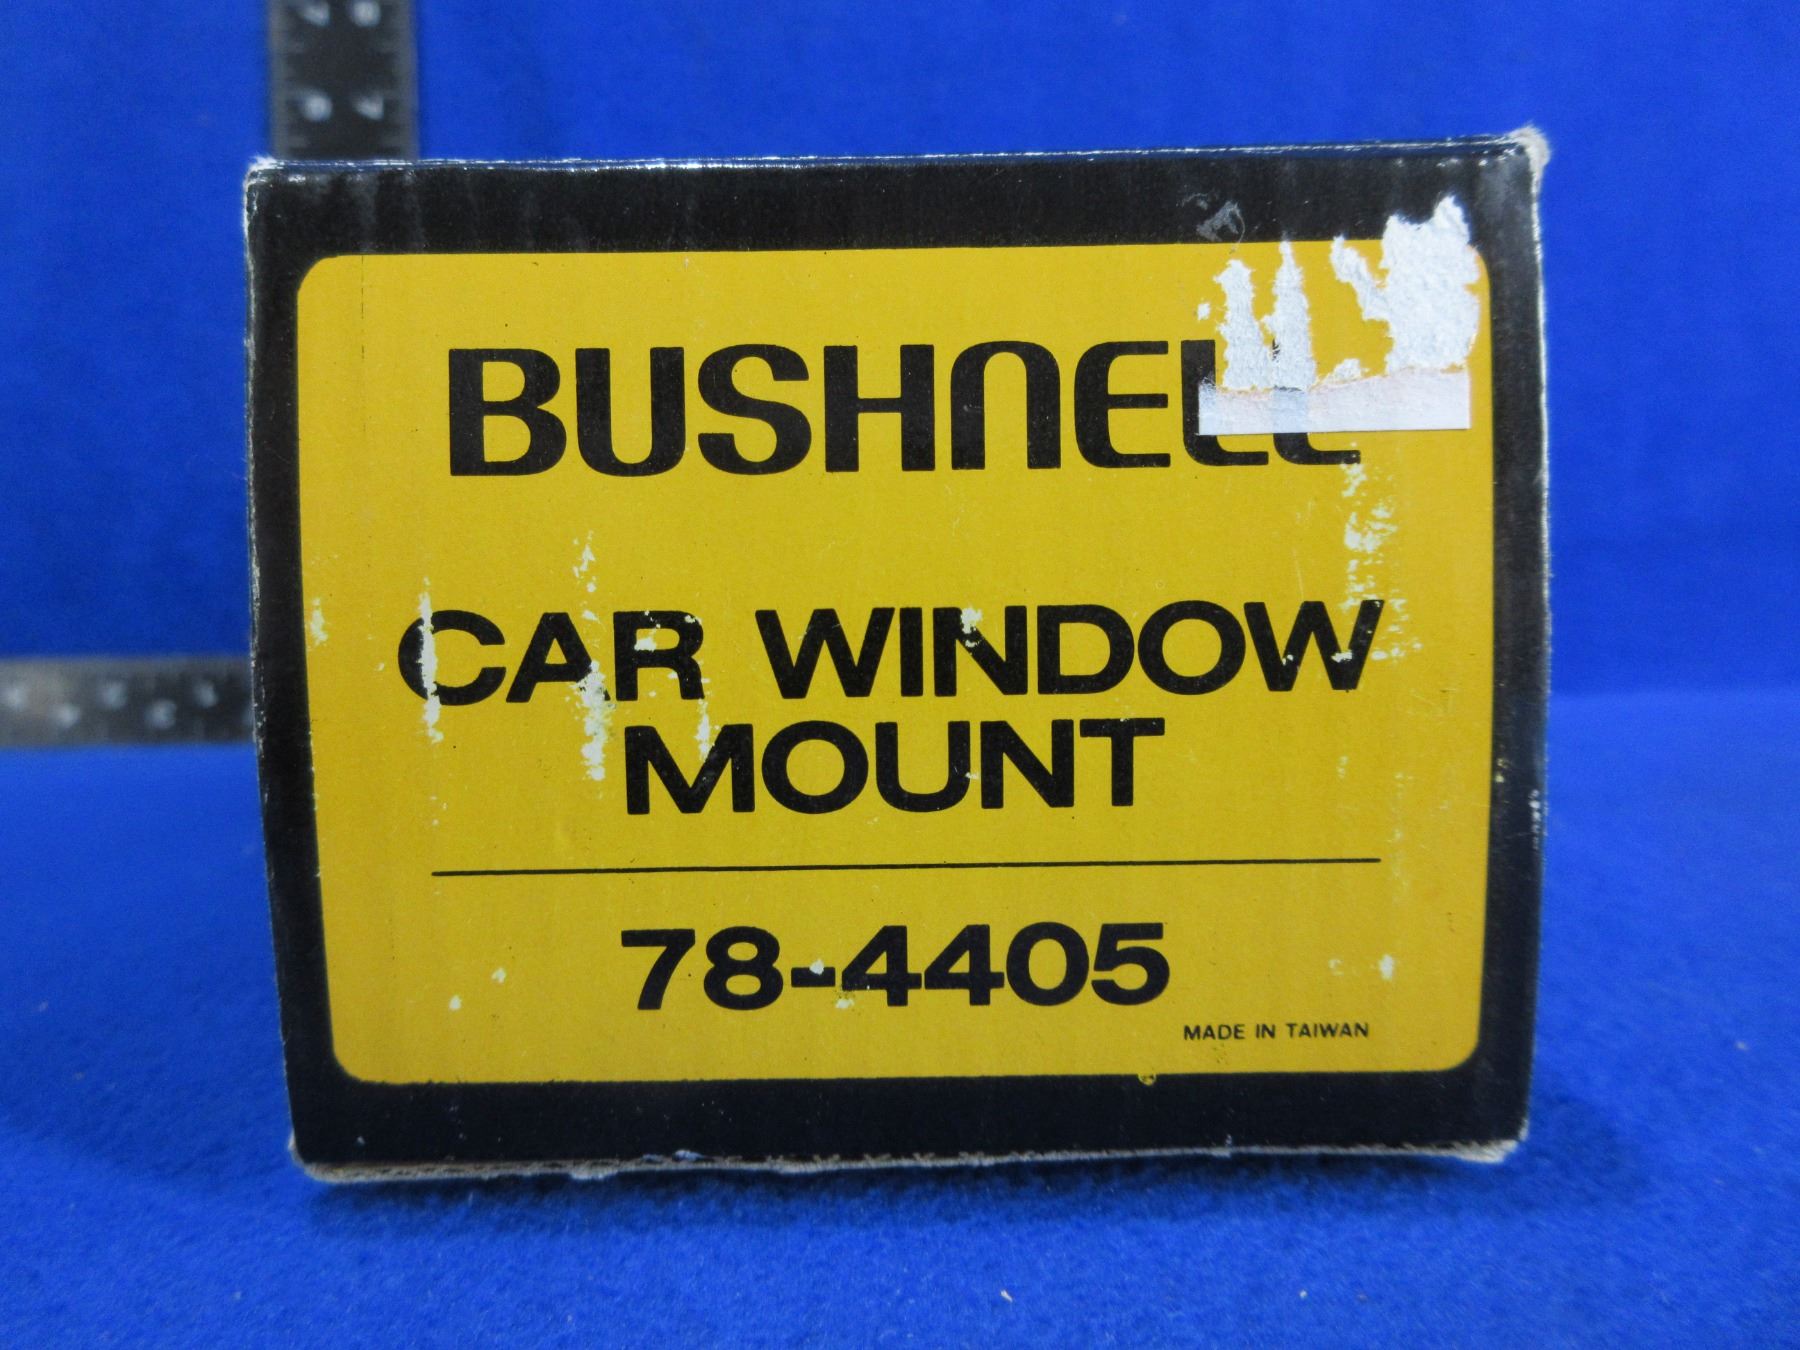 BUSHNELL
CAR WINDOW
MOUNT
78-4405
MADE IN TAIWAN